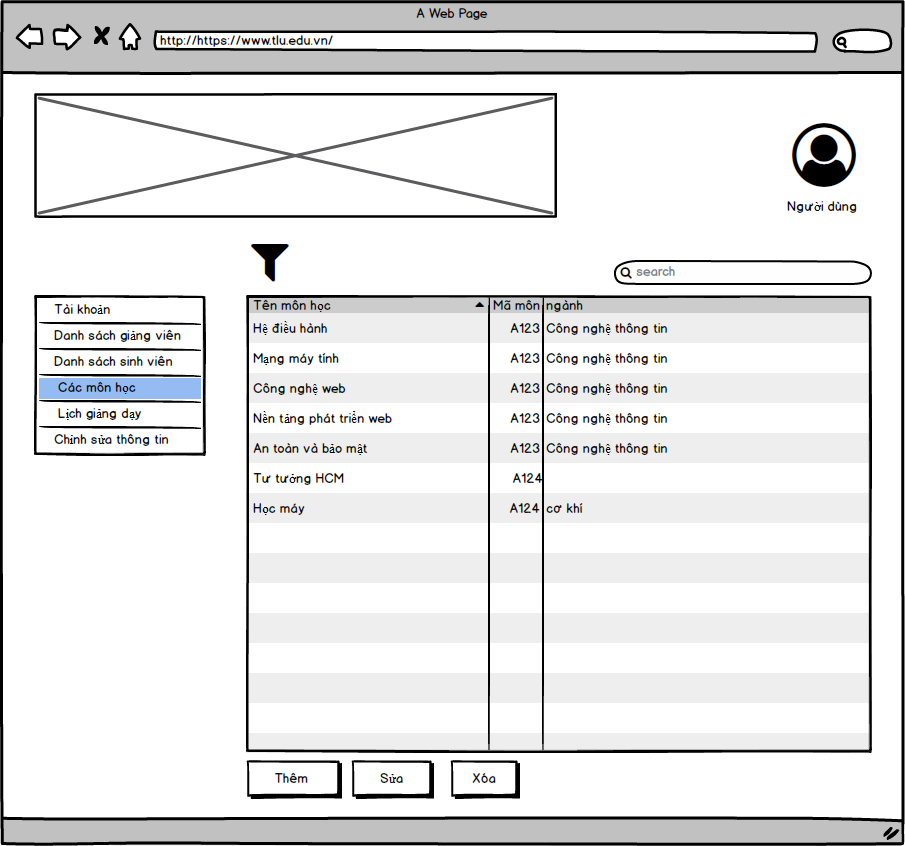 A Web Page
http://https://www.tlu.edu.vn/
Người dùng
search
Tài khoản
Danh sách giảng viên
Danh sách sinh viên
Các môn học
Lịch giảng dạy
Chỉnh sửa thông tin
Tên môn học Mã môn ngành
Hệ điều hành A123 Công nghệ thông tin
Mạng máy tính A123 Công nghệ thông tin
Công nghệ web A123 Công nghệ thông tin
Nền tảng phát triển web A123 Công nghệ thông tin
An toàn và bảo mật A123 Công nghệ thông tin
Tư tưởng HCM A124
Học máy A124 cơ khí
Thêm Sửa Xóa